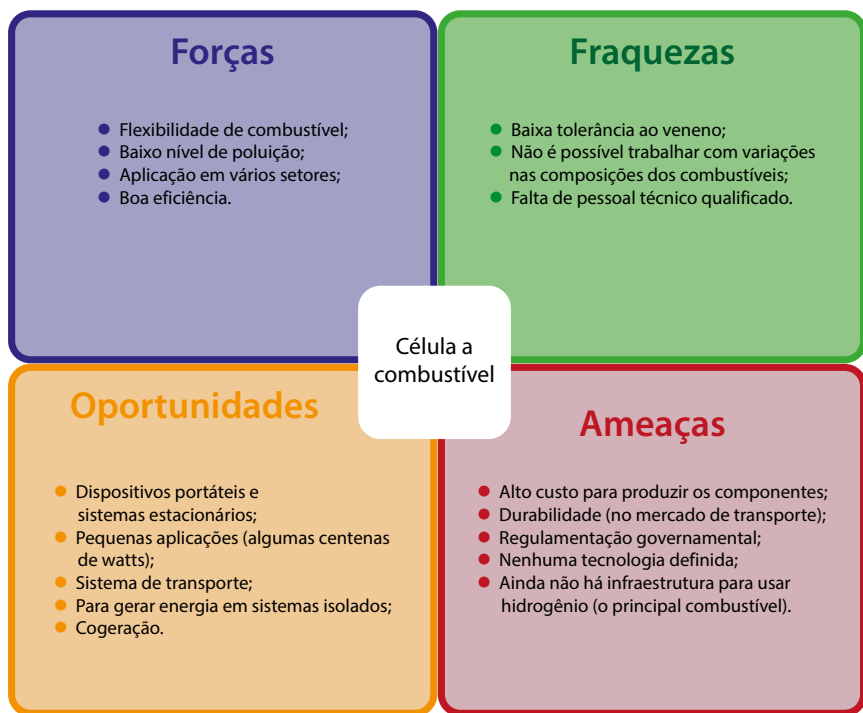 Forças
Flexibilidade de combustível;
Baixo nível de poluição;
Aplicação em vários setores;
Boa eficiência.
Fraquezas
Baixa tolerância ao veneno;
Não é possível trabalhar com variações
nas composições dos combustíveis;
Falta de pessoal técnico qualificado.
Célula a
combustível
Oportunidades
Dispositivos portáteis e
sistemas estacionários;
Pequenas aplicações (algumas centenas
de watts);
Sistema de transporte;
Para gerar energia em sistemas isolados;
Cogeração.
Ameaças
Alto custo para produzir os componentes;
Durabilidade (no mercado de transporte);
Regulamentação governamental;
Nenhuma tecnologia definida;
Ainda não há infraestrutura para usar
hidrogênio (o principal combustível).